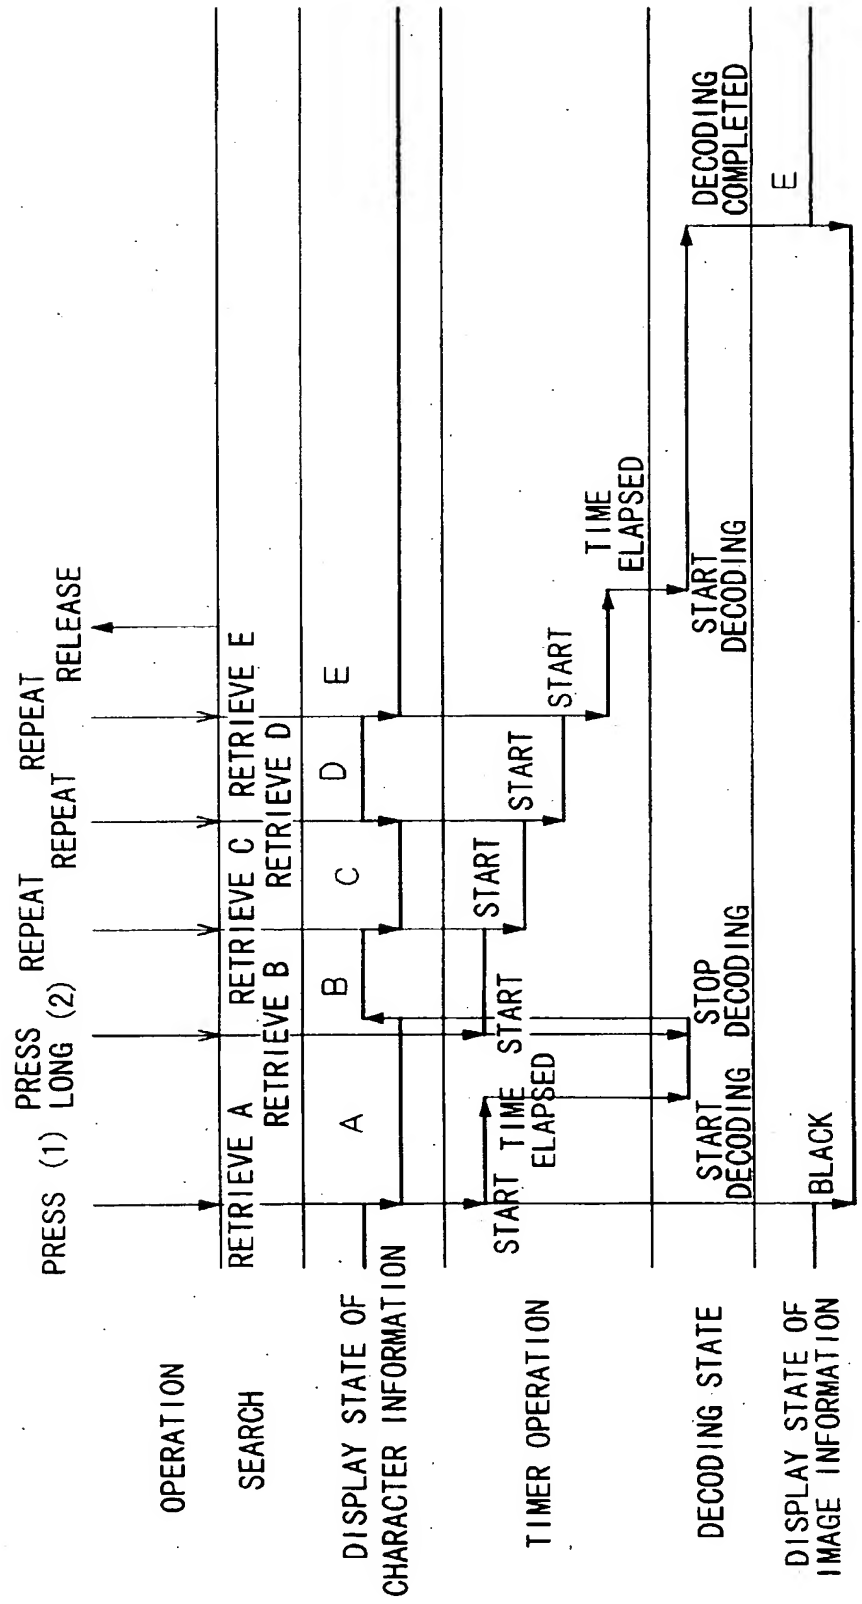 PRESS (1)
PRESS
LONG (2)
REPEAT
REPEAT
REPEAT
RELEASE
OPERATION
SEARCH
RETRIEVE A
RETRIEVE B
RETRIEVE C
RETRIEVE D
RETRIEVE E
DISPLAY STATE OF
CHARACTER INFORMATION
A
B
C
D
E
TIMER OPERATION
START
TIME
ELAPSED
START
START
START
START
TIME
ELAPSED
DECODING STATE
START
DECODING
STOP
DECODING
START
DECODING
DECODING
COMPLETED
DISPLAY STATE OF
IMAGE INFORMATION
BLACK
E